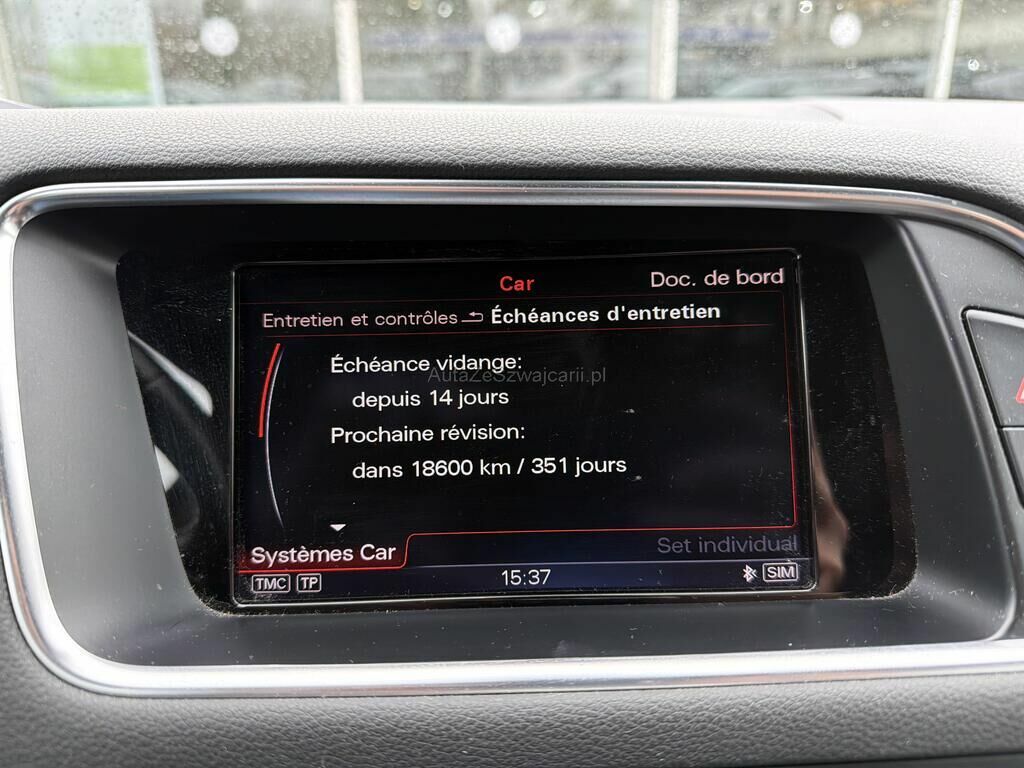 Car
Doc. de bord
Entretien et contrôles Échéances d'entretien
Échéance vidange:
AutaZeSzwajcarii.pl
depuis 14 jours
Prochaine révision:
dans 18600 km / 351 jours
Systèmes Car
Set individual
TMC TP
15:37
SIM